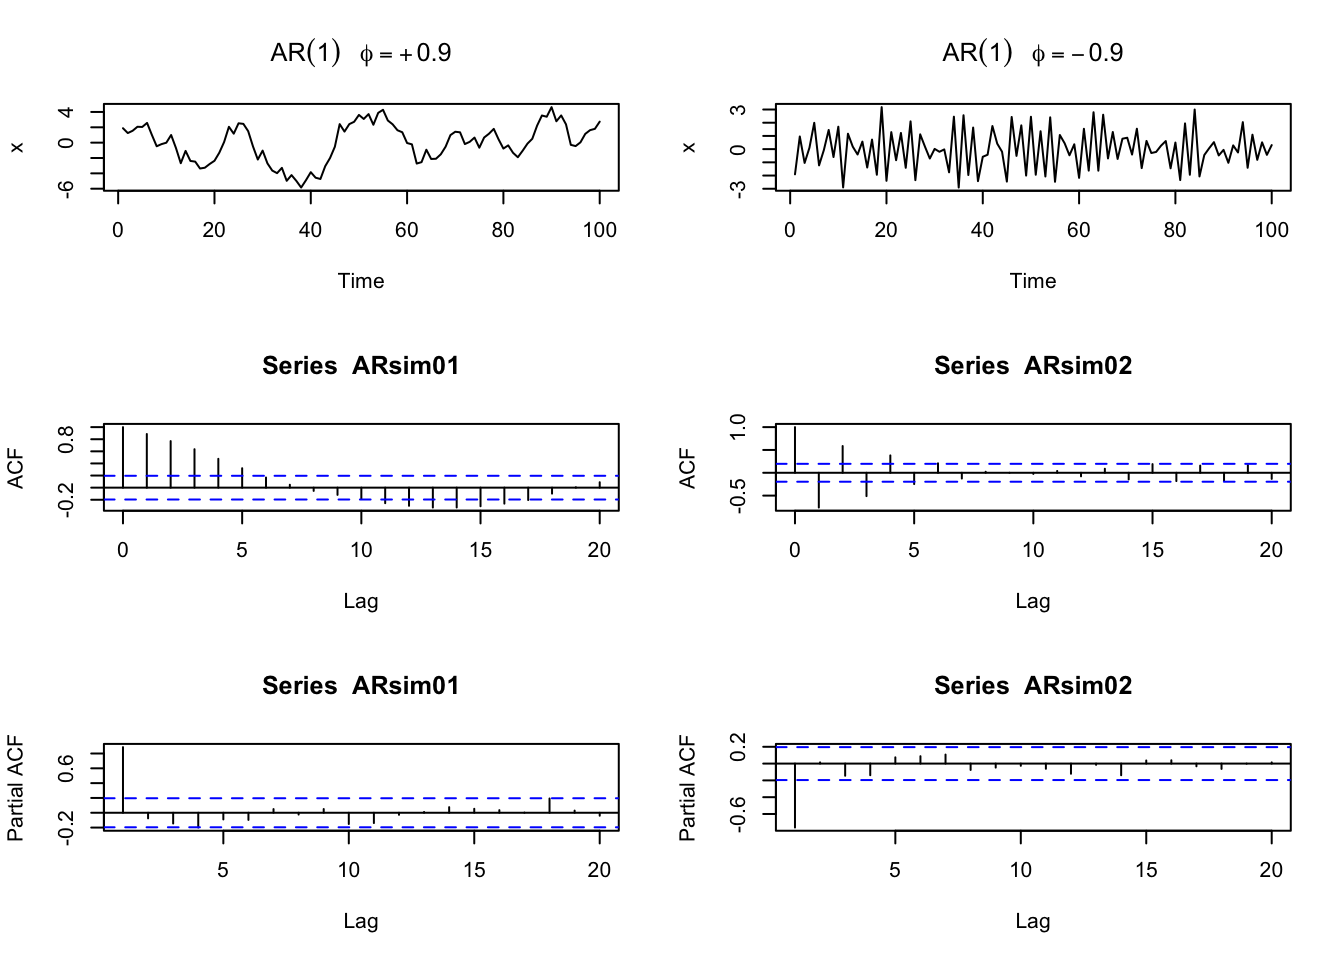 AR(1) ϕ = + 0.9
x
4
0
-6
0 20 40 60 80 100
Time
AR(1) ϕ = − 0.9
x
3
0
-3
0 20 40 60 80 100
Time
Series ARsim01
ACF
0.8
-0.2
0 5 10 15 20
Lag
Series ARsim02
ACF
1.0
-0.5
0 5 10 15 20
Lag
Series ARsim01
Partial ACF
0.6
-0.2
5 10 15 20
Lag
Series ARsim02
Partial ACF
0.2
-0.6
5 10 15 20
Lag